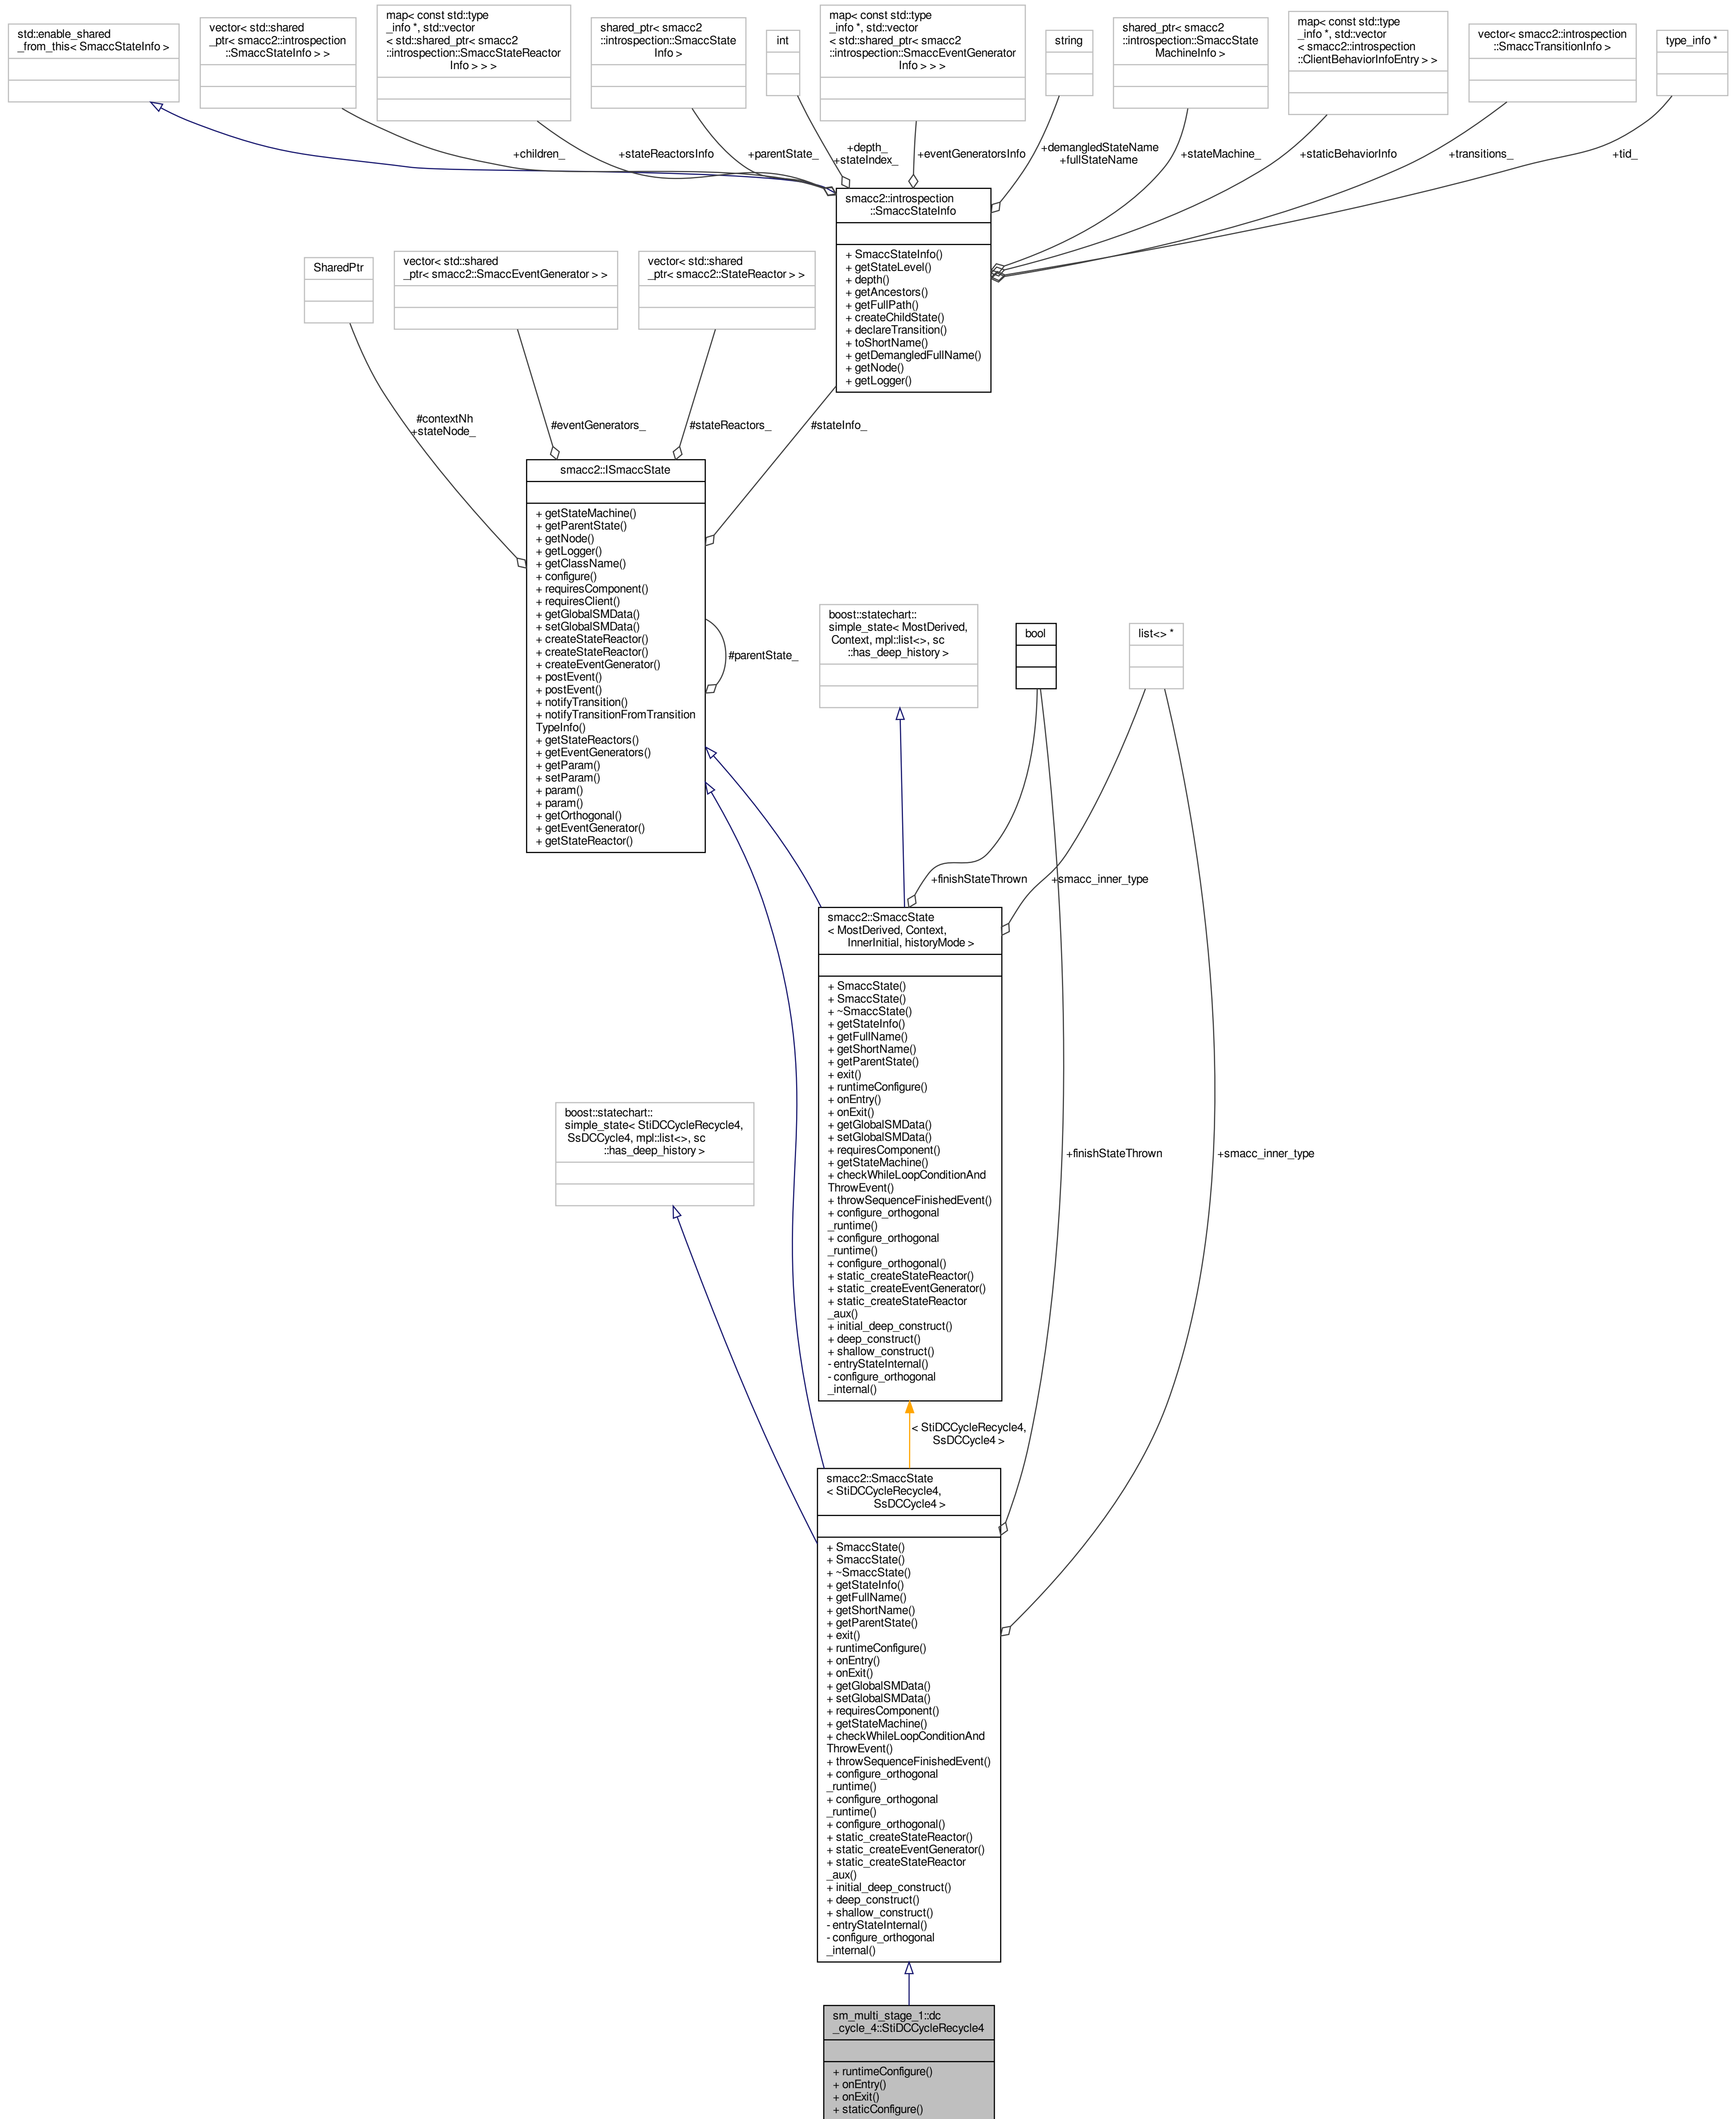 std::enable_shared
_from_this< SmaccStateInfo >
vector< std::shared
_ptr< smacc2::introspection
::SmaccStateInfo > >
map< const std::type
_info *, std::vector
< std::shared_ptr< smacc2
::introspection::SmaccStateReactor
Info > > >
shared_ptr< smacc2
::introspection::SmaccState
Info >
int
map< const std::type
_info *, std::vector
< std::shared_ptr< smacc2
::introspection::SmaccEventGenerator
Info > > >
string
shared_ptr< smacc2
::introspection::SmaccState
MachineInfo >
map< const std::type
_info *, std::vector
< smacc2::introspection
::ClientBehaviorInfoEntry > >
vector< smacc2::introspection
::SmaccTransitionInfo >
type_info *
+children_
+stateReactorsInfo
+parentState_
+depth_
+stateIndex_
+eventGeneratorsInfo
+demangledStateName
+fullStateName
+stateMachine_
+staticBehaviorInfo
+transitions_
+tid_
smacc2::introspection
::SmaccStateInfo
+ SmaccStateInfo()
+ getStateLevel()
+ depth()
+ getAncestors()
+ getFullPath()
+ createChildState()
+ declareTransition()
+ toShortName()
+ getDemangledFullName()
+ getNode()
+ getLogger()
SharedPtr
vector< std::shared
_ptr< smacc2::SmaccEventGenerator > >
vector< std::shared
_ptr< smacc2::StateReactor > >
#contextNh
+stateNode_
#eventGenerators_
#stateReactors_
#stateInfo_
smacc2::ISmaccState
+ getStateMachine()
+ getParentState()
+ getNode()
+ getLogger()
+ getClassName()
+ configure()
+ requiresComponent()
+ requiresClient()
+ getGlobalSMData()
+ setGlobalSMData()
+ createStateReactor()
+ createStateReactor()
+ createEventGenerator()
+ postEvent()
+ postEvent()
+ notifyTransition()
+ notifyTransitionFromTransition
TypeInfo()
+ getStateReactors()
+ getEventGenerators()
+ getParam()
+ setParam()
+ param()
+ param()
+ getOrthogonal()
+ getEventGenerator()
+ getStateReactor()
#parentState_
boost::statechart::
simple_state< MostDerived,
Context, mpl::list<>, sc
::has_deep_history >
bool
list<> *
+finishStateThrown
+smacc_inner_type
smacc2::SmaccState
< MostDerived, Context,
InnerInitial, historyMode >
+ SmaccState()
+ SmaccState()
+ ~SmaccState()
+ getStateInfo()
+ getFullName()
+ getShortName()
+ getParentState()
+ exit()
+ runtimeConfigure()
+ onEntry()
+ onExit()
+ getGlobalSMData()
+ setGlobalSMData()
+ requiresComponent()
+ getStateMachine()
+ checkWhileLoopConditionAnd
ThrowEvent()
+ throwSequenceFinishedEvent()
+ configure_orthogonal
_runtime()
+ configure_orthogonal
_runtime()
+ configure_orthogonal()
+ static_createStateReactor()
+ static_createEventGenerator()
+ static_createStateReactor
_aux()
+ initial_deep_construct()
+ deep_construct()
+ shallow_construct()
- entryStateInternal()
- configure_orthogonal
_internal()
boost::statechart::
simple_state< StiDCCycleRecycle4,
SsDCCycle4, mpl::list<>, sc
::has_deep_history >
+finishStateThrown
+smacc_inner_type
< StiDCCycleRecycle4,
SsDCCycle4 >
smacc2::SmaccState
< StiDCCycleRecycle4,
SsDCCycle4 >
+ SmaccState()
+ SmaccState()
+ ~SmaccState()
+ getStateInfo()
+ getFullName()
+ getShortName()
+ getParentState()
+ exit()
+ runtimeConfigure()
+ onEntry()
+ onExit()
+ getGlobalSMData()
+ setGlobalSMData()
+ requiresComponent()
+ getStateMachine()
+ checkWhileLoopConditionAnd
ThrowEvent()
+ throwSequenceFinishedEvent()
+ configure_orthogonal
_runtime()
+ configure_orthogonal
_runtime()
+ configure_orthogonal()
+ static_createStateReactor()
+ static_createEventGenerator()
+ static_createStateReactor
_aux()
+ initial_deep_construct()
+ deep_construct()
+ shallow_construct()
- entryStateInternal()
- configure_orthogonal
_internal()
sm_multi_stage_1::dc
_cycle_4::StiDCCycleRecycle4
+ runtimeConfigure()
+ onEntry()
+ onExit()
+ staticConfigure()